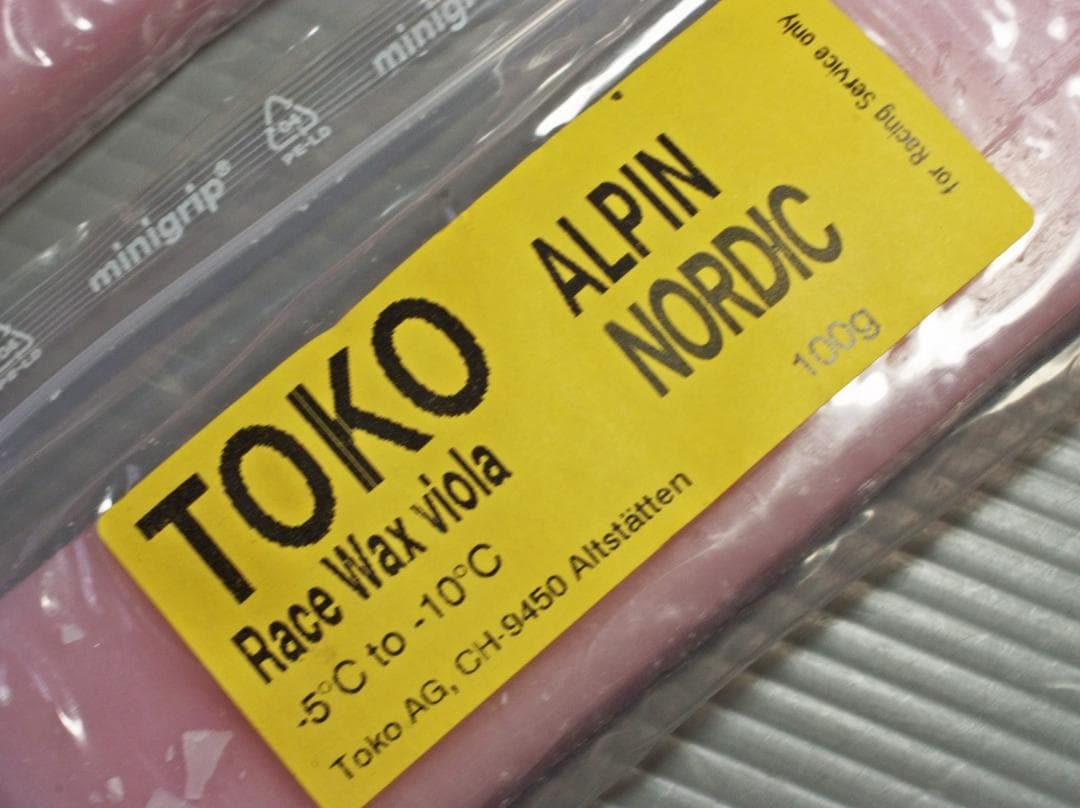 minigrip
minigrip®
04
PE-LD
TOKO
Race Wax viola
-5°C to -10°C
Toko AG, CH-9450 Altstätten
ALPIN
NORDIC
100g
for Racing Service only